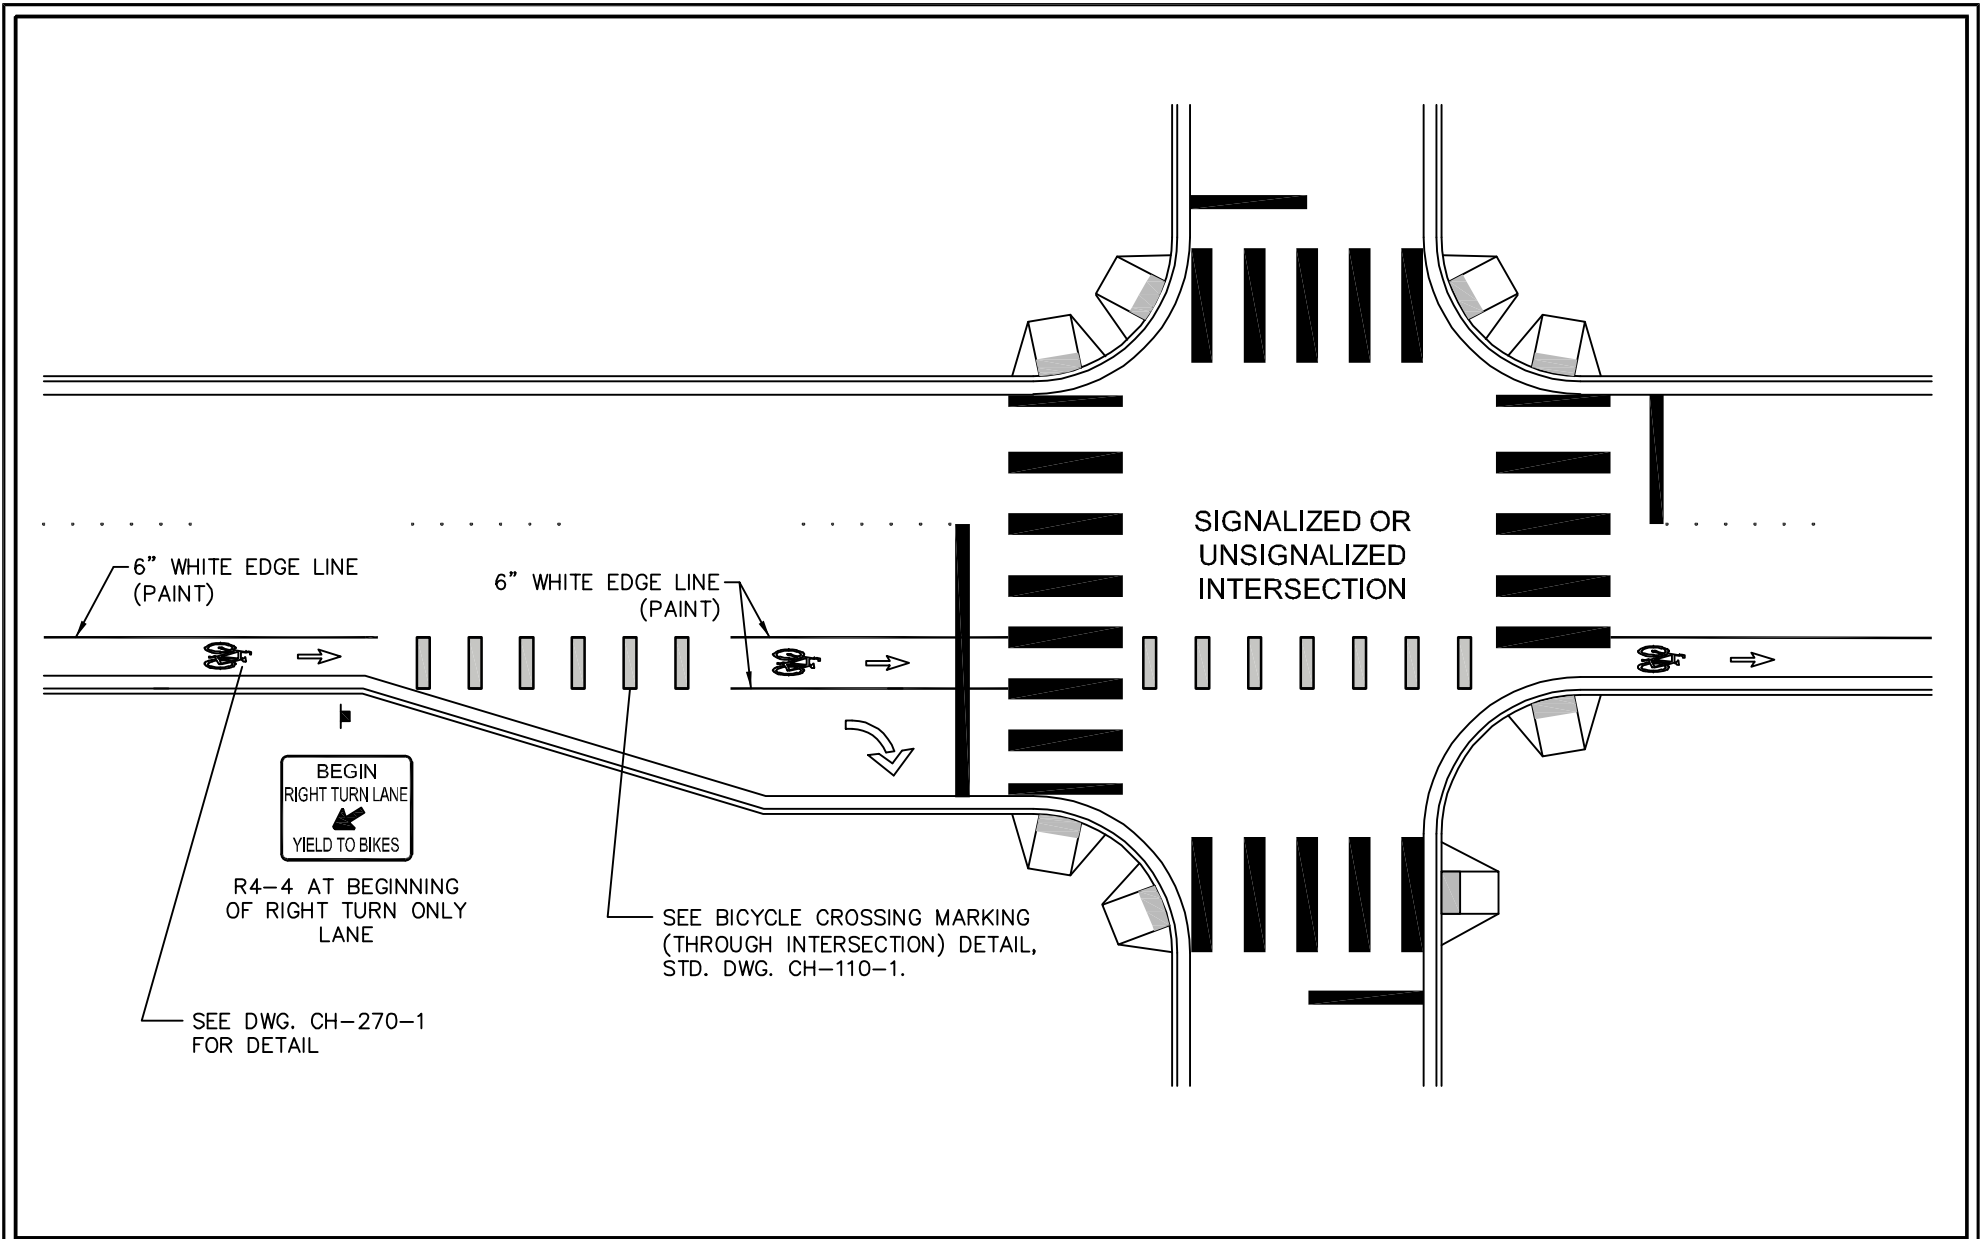 SIGNALIZED OR
UNSIGNALIZED
INTERSECTION
6” WHITE EDGE LINE
(PAINT)
6” WHITE EDGE LINE
(PAINT)
BEGIN
RIGHT TURN LANE
YIELD TO BIKES
R4-4 AT BEGINNING
OF RIGHT TURN ONLY
LANE
SEE BICYCLE CROSSING MARKING
(THROUGH INTERSECTION) DETAIL,
STD. DWG. CH-110-1.
SEE DWG. CH-270-1
FOR DETAIL